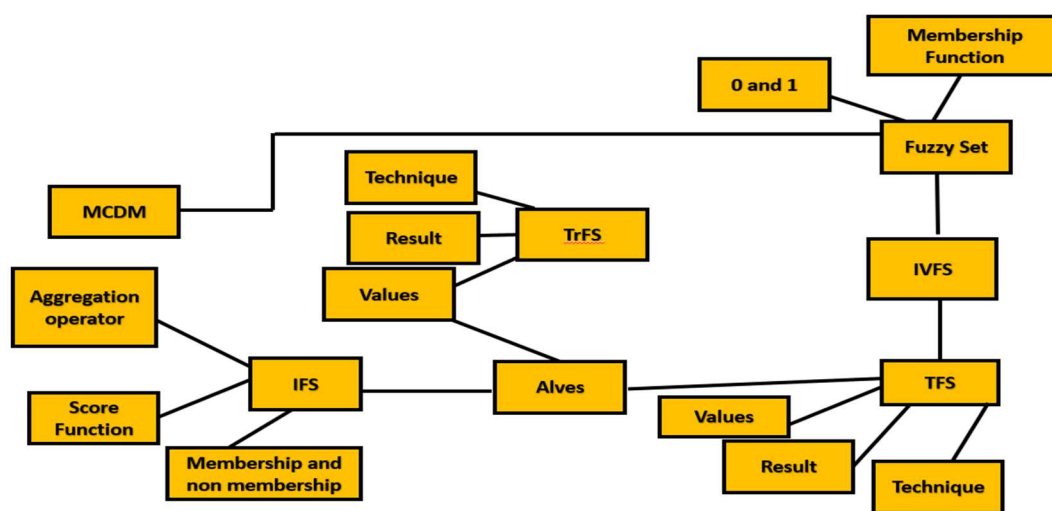 Membership
Function
0 and 1
Fuzzy Set
Technique
MCDM
Result
TrFS
IVFS
Values
Aggregation
operator
IFS
Alves
TFS
Score
Function
Values
Membership and
non membership
Result
Technique